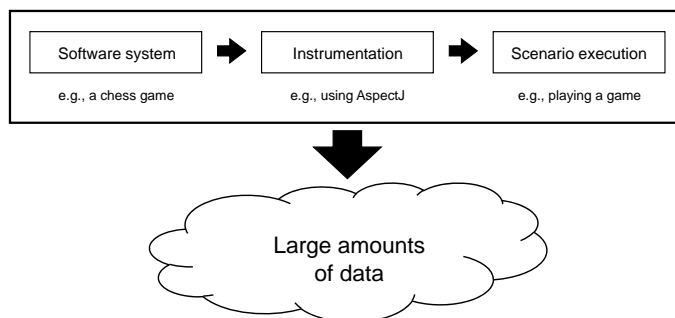 Software system
Instrumentation
Scenario execution
e.g., a chess game
e.g., using AspectJ
e.g., playing a game
Large amounts
of data